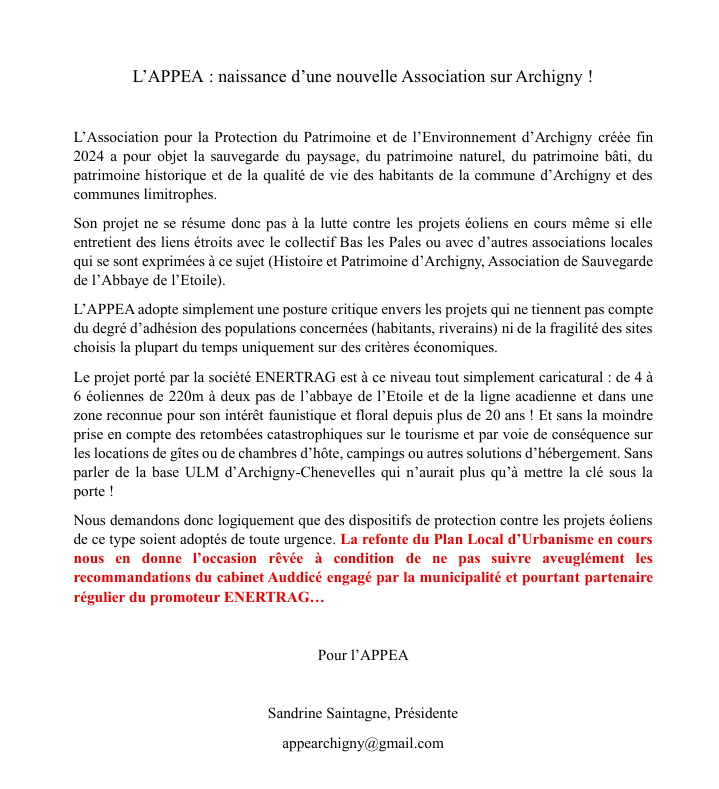 L’APPEA : naissance d’une nouvelle Association sur Archigny !
L’Association pour la Protection du Patrimoine et de l’Environnement d’Archigny créée fin
2024 a pour objet la sauvegarde du paysage, du patrimoine naturel, du patrimoine bâti, du
patrimoine historique et de la qualité de vie des habitants de la commune d’Archigny et des
communes limitrophes.
Son projet ne se résume donc pas à la lutte contre les projets éoliens en cours même si elle
entretient des liens étroits avec le collectif Bas les Pales ou avec d’autres associations locales
qui se sont exprimées à ce sujet (Histoire et Patrimoine d’Archigny, Association de Sauvegarde
de l’Abbaye de l’Etoile).
L’APPEA adopte simplement une posture critique envers les projets qui ne tiennent pas compte
du degré d’adhésion des populations concernées (habitants, riverains) ni de la fragilité des sites
choisis la plupart du temps uniquement sur des critères économiques.
Le projet porté par la société ENERTRAG est à ce niveau tout simplement caricatural : de 4 à
6 éoliennes de 220m à deux pas de l’abbaye de l’Etoile et de la ligne acadienne et dans une
zone reconnue pour son intérêt faunistique et floral depuis plus de 20 ans ! Et sans la moindre
prise en compte des retombées catastrophiques sur le tourisme et par voie de conséquence sur
les locations de gîtes ou de chambres d’hôte, campings ou autres solutions d’hébergement. Sans
parler de la base ULM d’Archigny-Chenevelles qui n’aurait plus qu’à mettre la clé sous la
porte !
Nous demandons donc logiquement que des dispositifs de protection contre les projets éoliens
de ce type soient adoptés de toute urgence. La refonte du Plan Local d’Urbanisme en cours
nous en donne l’occasion rêvée à condition de ne pas suivre aveuglément les
recommandations du cabinet Auddicé engagé par la municipalité et pourtant partenaire
régulier du promoteur ENERTRAG…
Pour l’APPEA
Sandrine Saintagne, Présidente
appearchigny@gmail.com